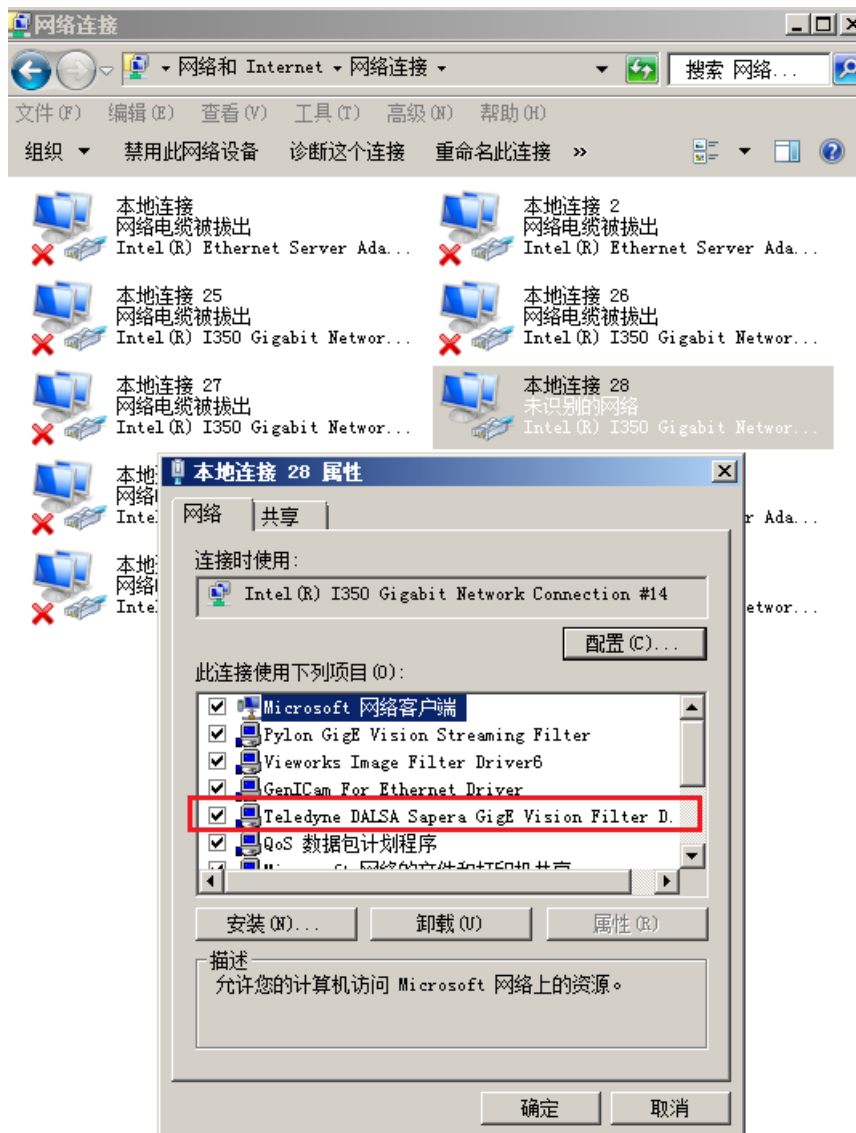 网络连接
网络和 Internet 网络连接
搜索 网络...
文件(F) 编辑(E) 查看(V) 工具(T) 高级(N) 帮助(H)
组织 禁用此网络设备 诊断这个连接 重命名此连接 »
本地连接
网络电缆被拔出
Intel(R) Ethernet Server Ada...
本地连接 2
网络电缆被拔出
Intel(R) Ethernet Server Ada...
本地连接 25
网络电缆被拔出
Intel(R) I350 Gigabit Networ...
本地连接 26
网络电缆被拔出
Intel(R) I350 Gigabit Networ...
本地连接 27
网络电缆被拔出
Intel(R) I350 Gigabit Networ...
本地连接 28
未识别的网络
Intel(R) I350 Gigabit Networ...
本地连接 28 属性
网络 共享
连接时使用:
Intel(R) I350 Gigabit Network Connection #14
配置(C)...
此连接使用下列项目(O):
Microsoft 网络客户端
Pylon GigE Vision Streaming Filter
Vieworks Image Filter Driver6
GenICam For Ethernet Driver
Teledyne DALSA Sapera GigE Vision Filter D.
QoS 数据包计划程序
安装(N)... 卸载(U) 属性(R)
描述
允许您的计算机访问 Microsoft 网络上的资源。
确定 取消